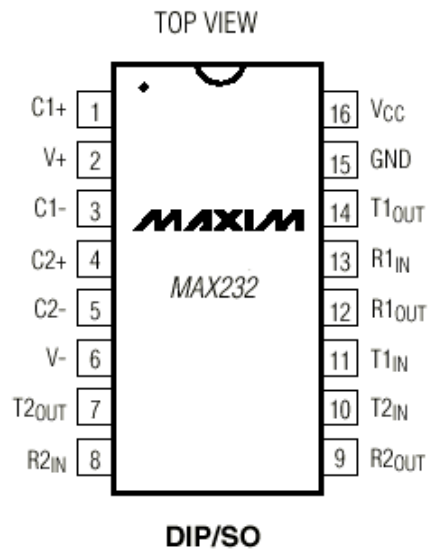 TOP VIEW
C1+ 1 16 VCC
V+ 2 15 GND
C1- 3 14 T1OUT
MAXIM
C2+ 4 13 R1IN
MAX232
C2- 5 12 R1OUT
V- 6 11 T1IN
T2OUT 7 10 T2IN
R2IN 8 9 R2OUT
DIP/SO